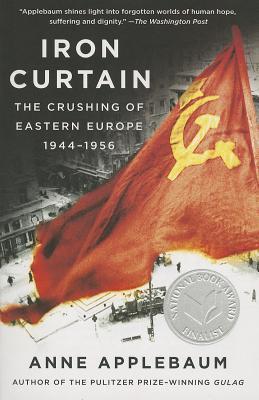 "Applebaum shines light into forgotten worlds of human hope,
suffering and dignity." —The Washington Post
IRON
CURTAIN
THE CRUSHING OF
EASTERN EUROPE
1944–1956
NATIONAL BOOK AWARD
FINALIST
ANNE APPLEBAUM
AUTHOR OF THE PULITZER PRIZE–WINNING GULAG